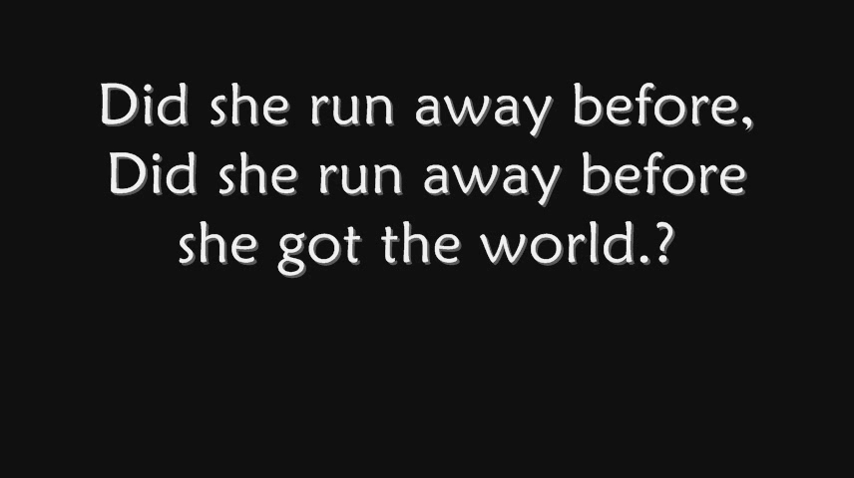 Did she run away before,
Did she run away before
she got the world.?